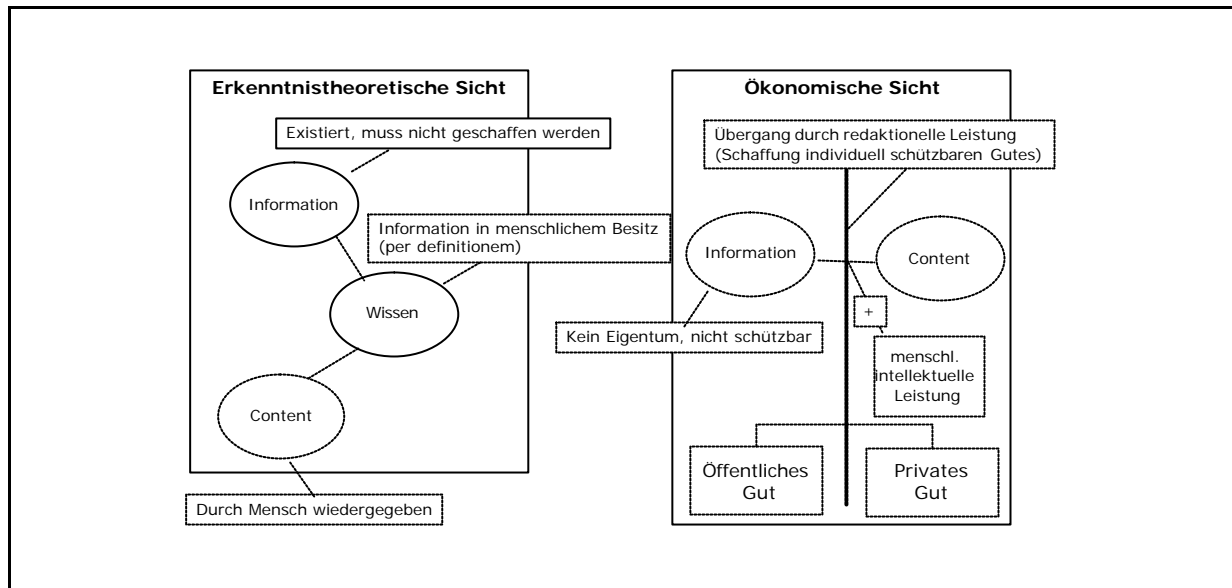 Erkenntnistheoretische Sicht
Existiert, muss nicht geschaffen werden
Information
Information in menschlichem Besitz
(per definitionem)
Wissen
Content
Durch Mensch wiedergegeben
Ökonomische Sicht
Übergang durch redaktionelle Leistung
(Schaffung individuell schützbaren Gutes)
Information
Content
+
Kein Eigentum, nicht schützbar
menschl.
intellektuelle
Leistung
Öffentliches
Gut
Privates
Gut